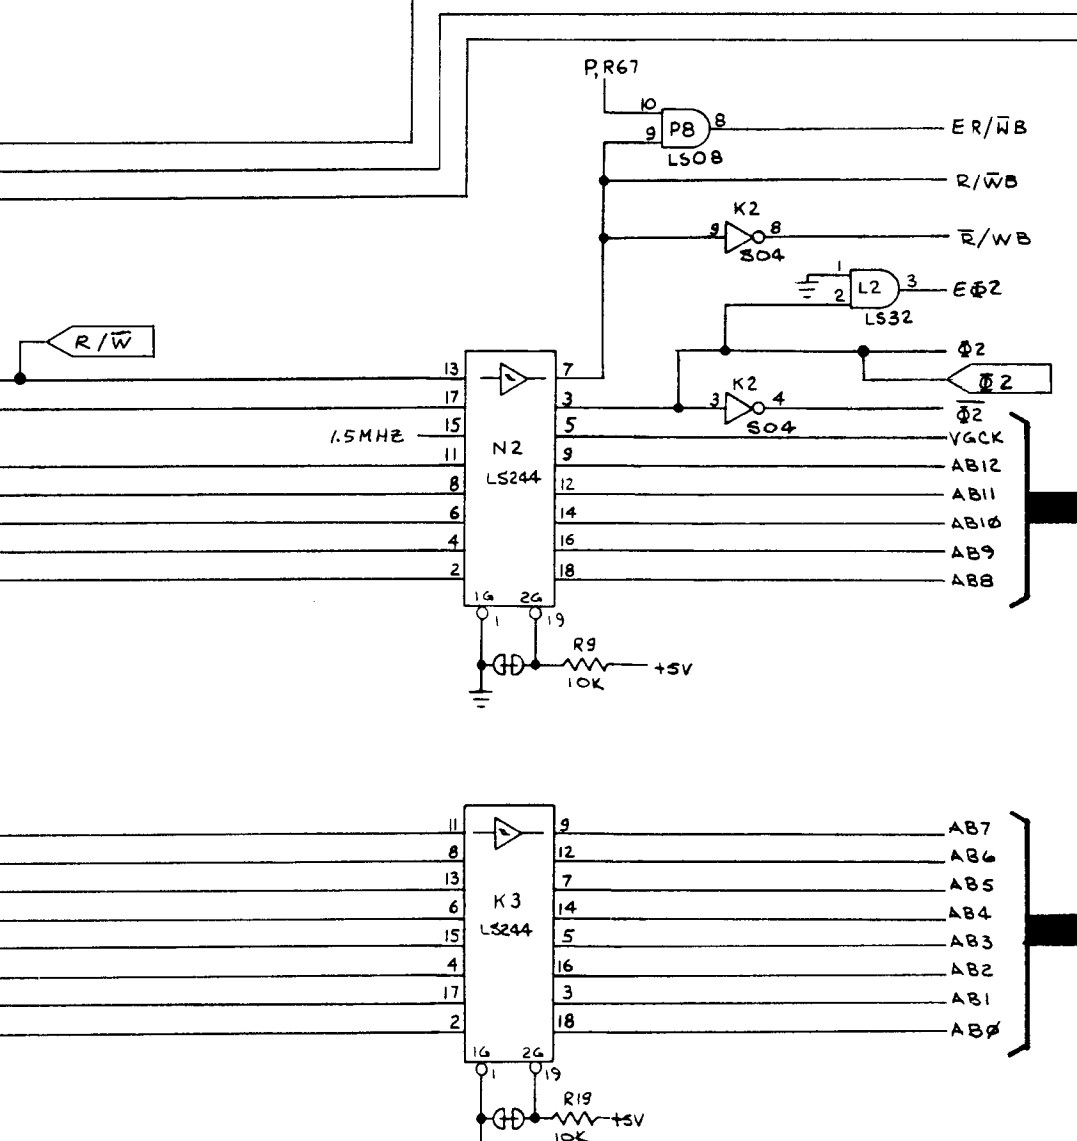 P, R67
10
9
P8
8
LS08
ER/W̅B
R/W̅B
K2
9
8
S04
R̅/WB
1
2
L2
3
LS32
EΦ2
R/W̅
Φ2
Φ2
K2
3
4
S04
Φ̅2̅
13
7
17
3
1.5MHZ
15
5
VGCK
N2
LS244
11
9
AB12
8
12
AB11
6
14
AB1Ø
4
16
AB9
2
18
AB8
1G
2G
1
19
R9
10K
+5V
11
9
AB7
8
12
AB6
13
7
AB5
K3
LS244
6
14
AB4
15
5
AB3
4
16
AB2
17
3
AB1
2
18
ABØ
1G
2G
1
19
R19
10K
+5V